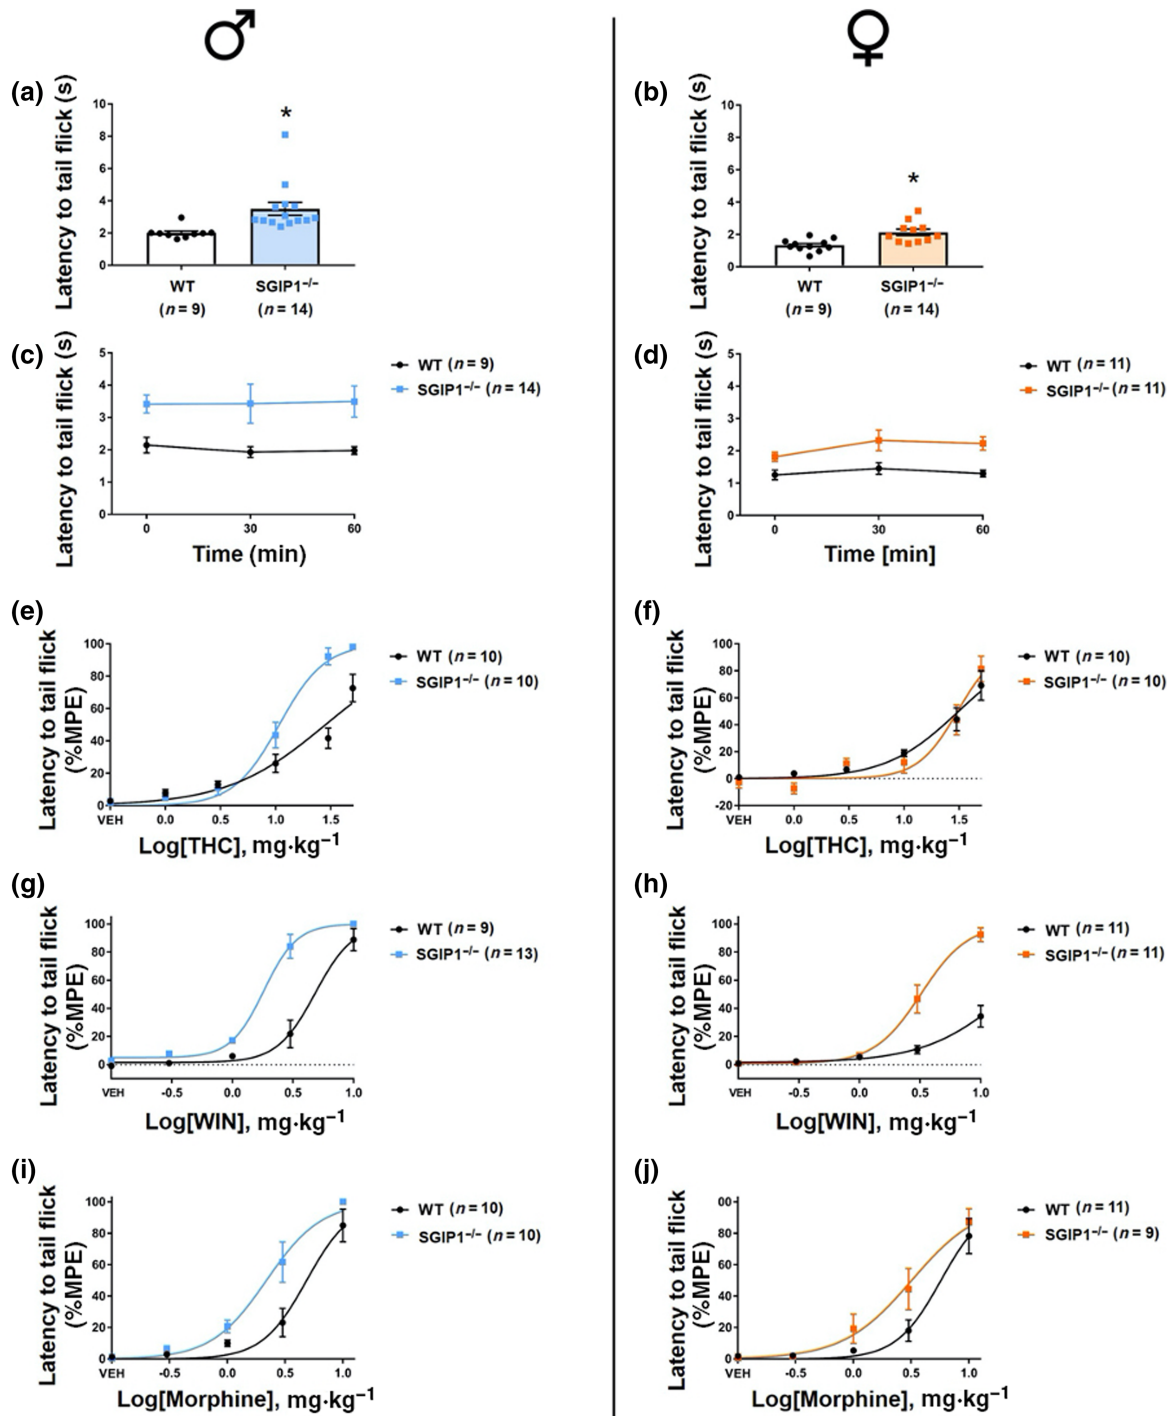 ♂ ♀
(a)
Latency to tail flick (s)
10
8
6
4
2
0
*
WT SGIP1−/−
(n = 9) (n = 14)
(b)
Latency to tail flick (s)
10
8
6
4
2
0
*
WT SGIP1−/−
(n = 9) (n = 14)
(c)
Latency to tail flick (s)
5
4
3
2
1
0
0 30 60
Time (min)
WT (n = 9)
SGIP1−/− (n = 14)
(d)
Latency to tail flick (s)
5
4
3
2
1
0
0 30 60
Time [min]
WT (n = 11)
SGIP1−/− (n = 11)
(e)
Latency to tail flick
(%MPE)
100
80
60
40
20
0
VEH 0.0 0.5 1.0 1.5
Log[THC], mg·kg−1
WT (n = 10)
SGIP1−/− (n = 10)
(f)
Latency to tail flick
(%MPE)
100
80
60
40
20
0
-20
VEH 0.0 0.5 1.0 1.5
Log[THC], mg·kg−1
WT (n = 10)
SGIP1−/− (n = 10)
(g)
Latency to tail flick
(%MPE)
100
80
60
40
20
0
VEH -0.5 0.0 0.5 1.0
Log[WIN], mg·kg−1
WT (n = 9)
SGIP1−/− (n = 13)
(h)
Latency to tail flick
(%MPE)
100
80
60
40
20
0
VEH -0.5 0.0 0.5 1.0
Log[WIN], mg·kg−1
WT (n = 11)
SGIP1−/− (n = 11)
(i)
Latency to tail flick
(%MPE)
100
80
60
40
20
0
VEH -0.5 0.0 0.5 1.0
Log[Morphine], mg·kg−1
WT (n = 10)
SGIP1−/− (n = 10)
(j)
Latency to tail flick
(%MPE)
00
80
60
40
20
0
VEH -0.5 0.0 0.5 1.0
Log[Morphine], mg·kg−1
WT (n = 11)
SGIP1−/− (n = 9)